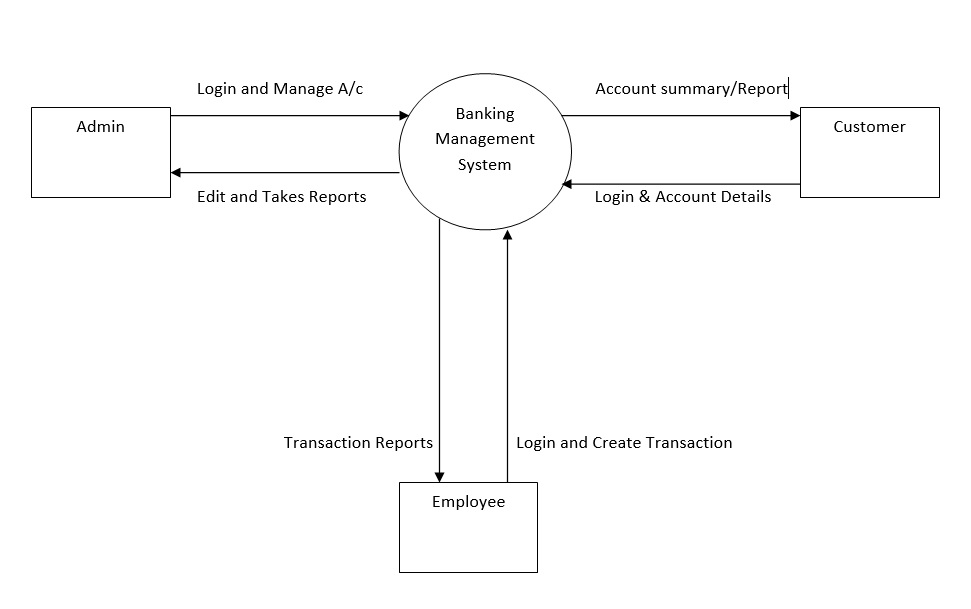 Login and Manage A/c
Account summary/Report
Admin
Banking
Management
System
Customer
Edit and Takes Reports
Login & Account Details
Transaction Reports
Login and Create Transaction
Employee